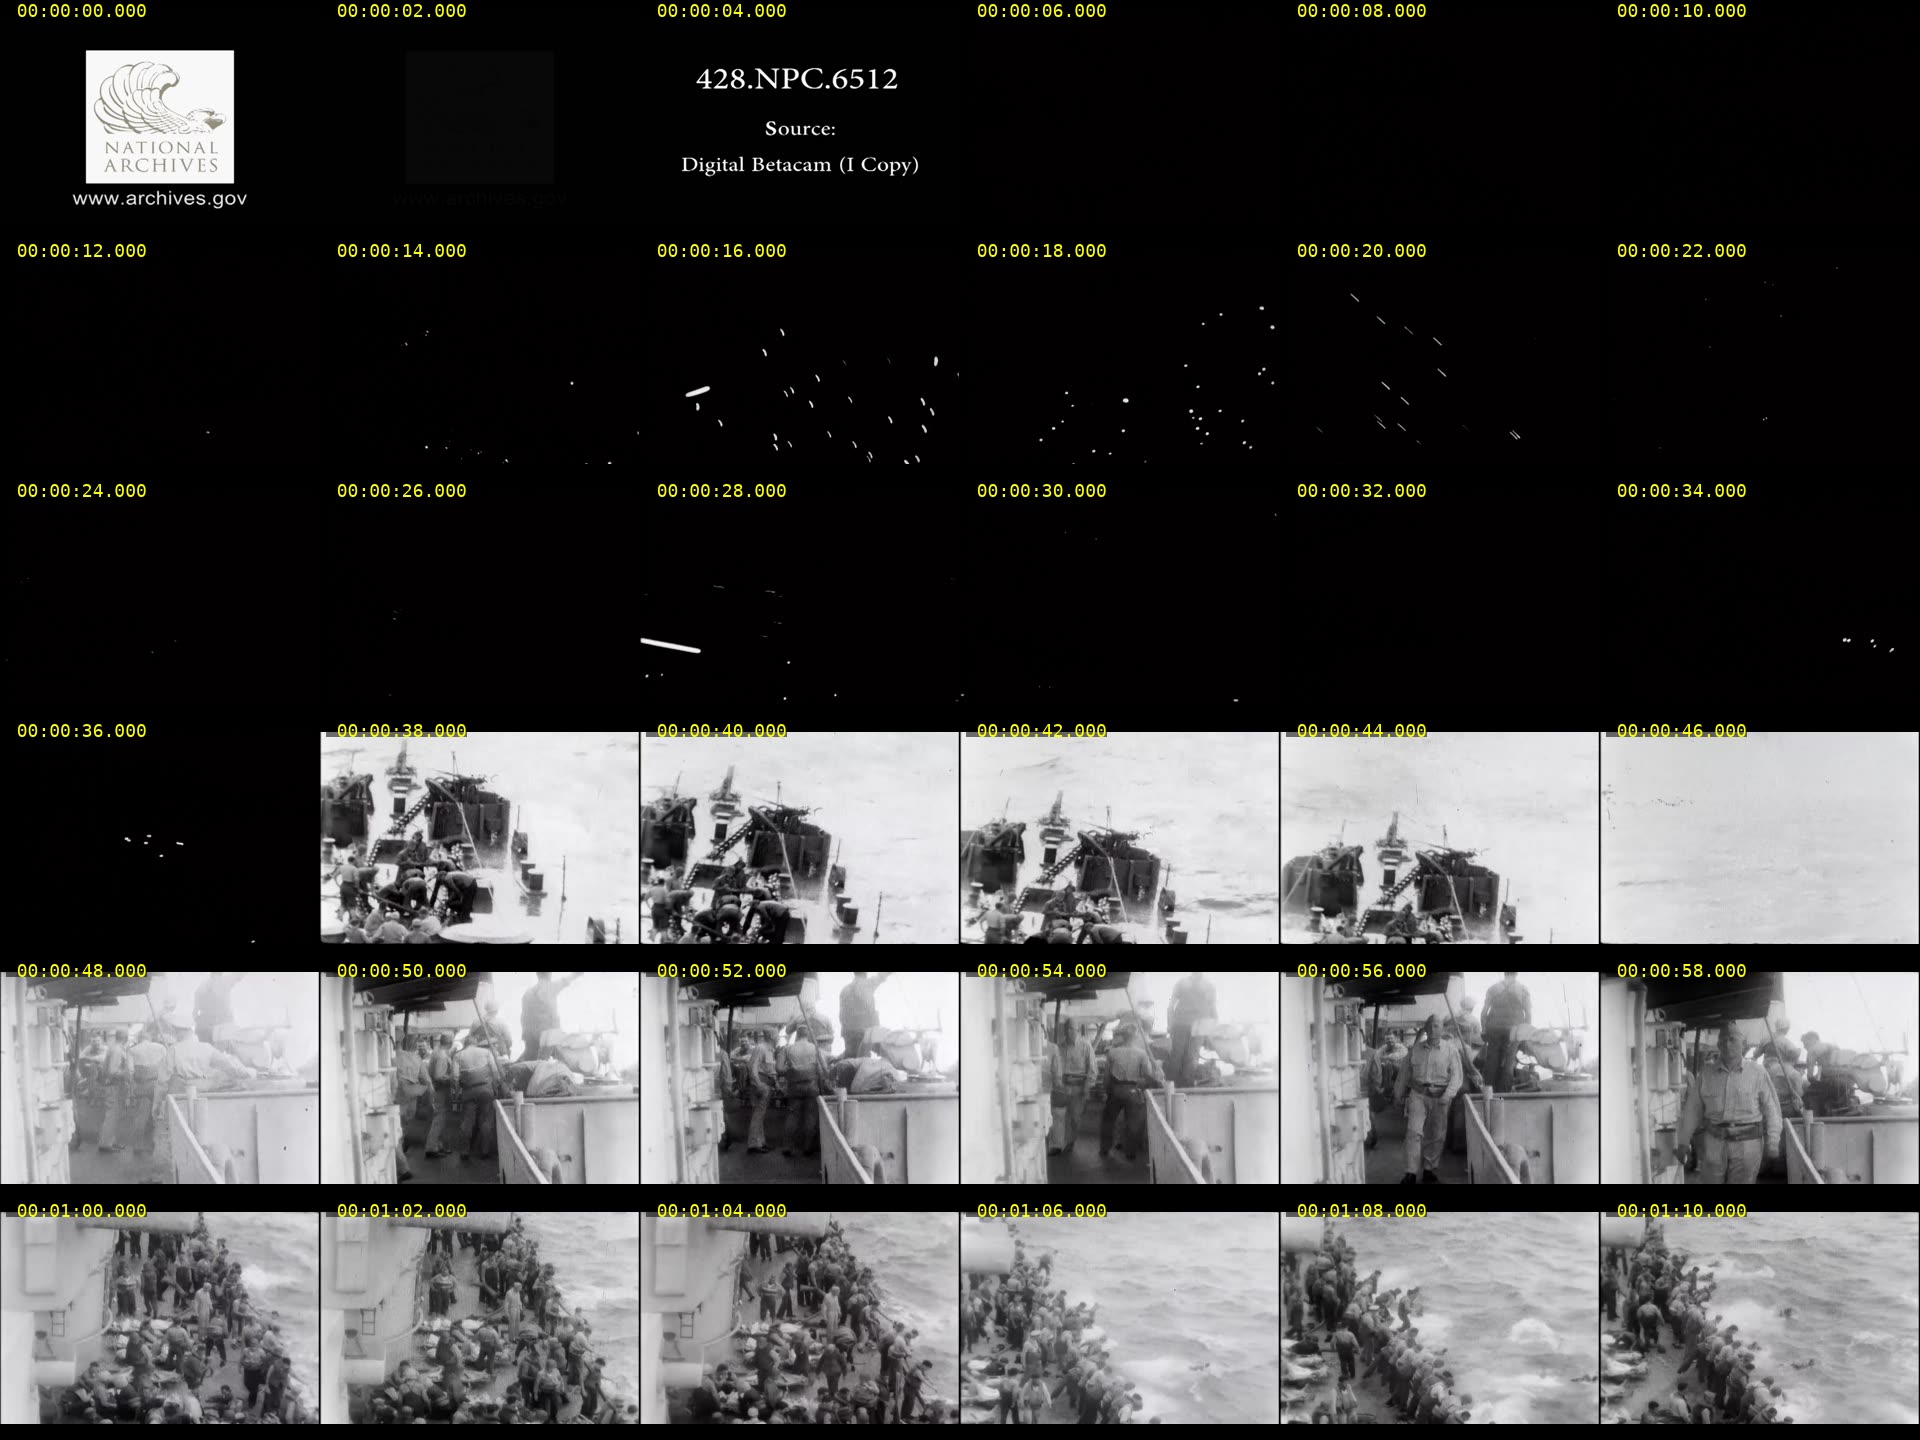 00:00:00.000 00:00:02.000 00:00:04.000 00:00:06.000 00:00:08.000 00:00:10.000
NATIONAL
ARCHIVES
www.archives.gov
www.archives.gov
428.NPC.6512
Source:
Digital Betacam (I Copy)
00:00:12.000 00:00:14.000 00:00:16.000 00:00:18.000 00:00:20.000 00:00:22.000
00:00:24.000 00:00:26.000 00:00:28.000 00:00:30.000 00:00:32.000 00:00:34.000
00:00:36.000 00:00:38.000 00:00:40.000 00:00:42.000 00:00:44.000 00:00:46.000
00:00:48.000 00:00:50.000 00:00:52.000 00:00:54.000 00:00:56.000 00:00:58.000
00:01:00.000 00:01:02.000 00:01:04.000 00:01:06.000 00:01:08.000 00:01:10.000